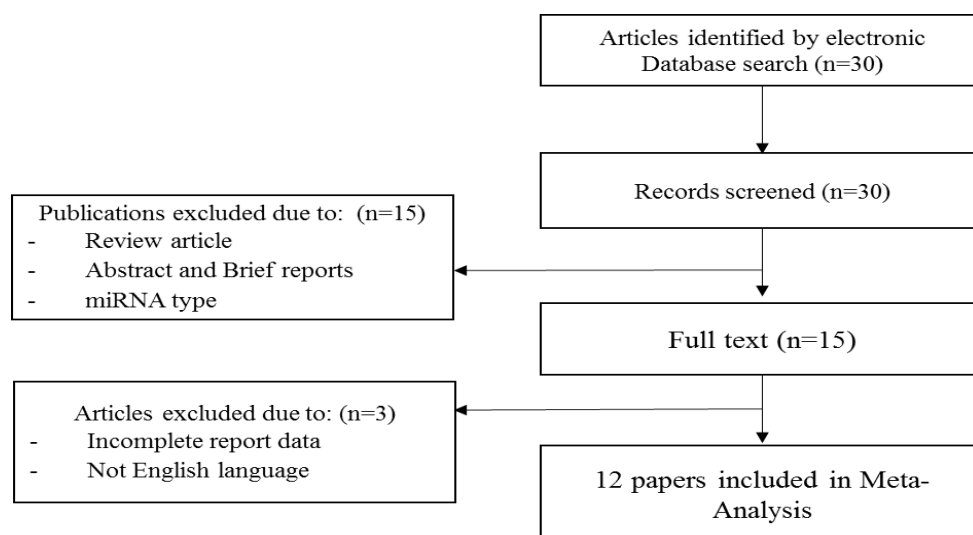 Articles identified by electronic
Database search (n=30)
Records screened (n=30)
Publications excluded due to: (n=15)
- Review article
- Abstract and Brief reports
- miRNA type
Full text (n=15)
Articles excluded due to: (n=3)
- Incomplete report data
- Not English language
12 papers included in Meta-
Analysis